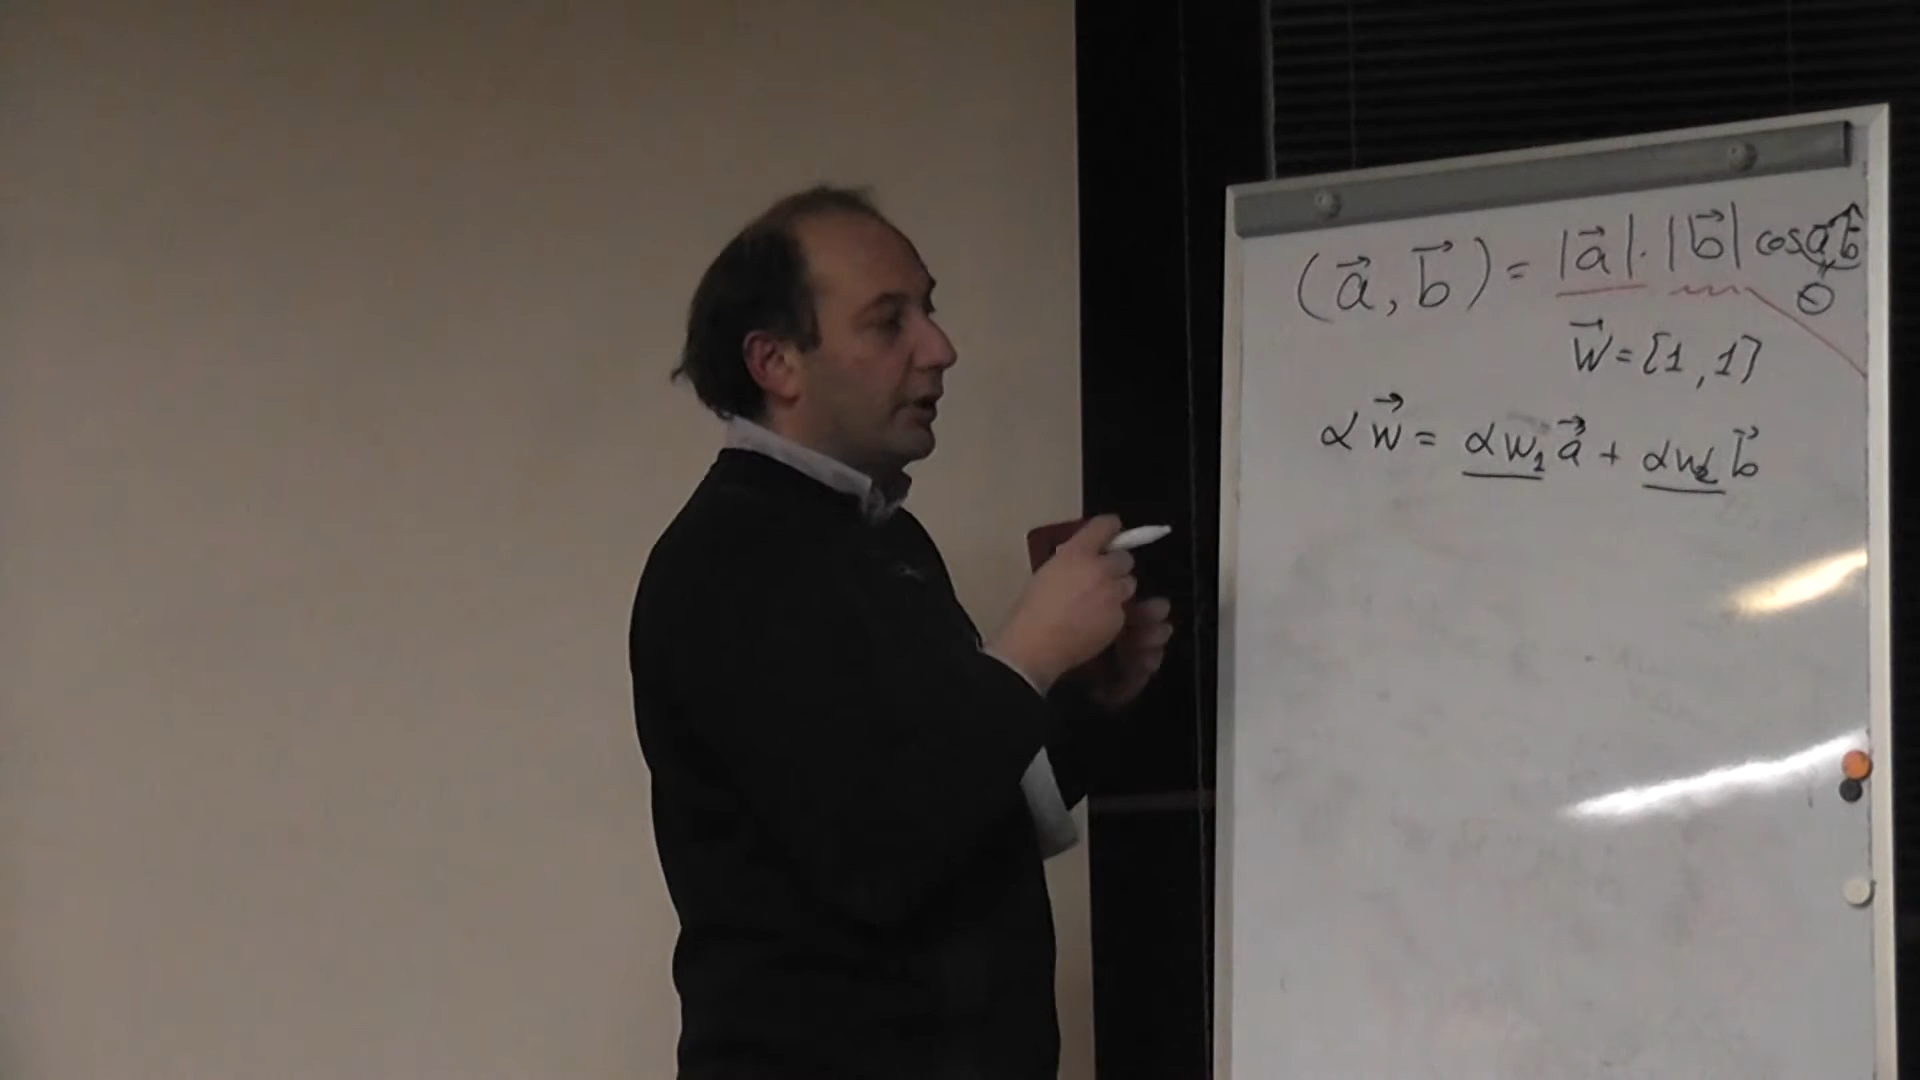 (a⃗, b⃗) = |a⃗| · |b⃗| cos a⃗ b⃗
Θ
w⃗ = {1, 1}
α w⃗ = α w₁ a⃗ + α w₂ b⃗